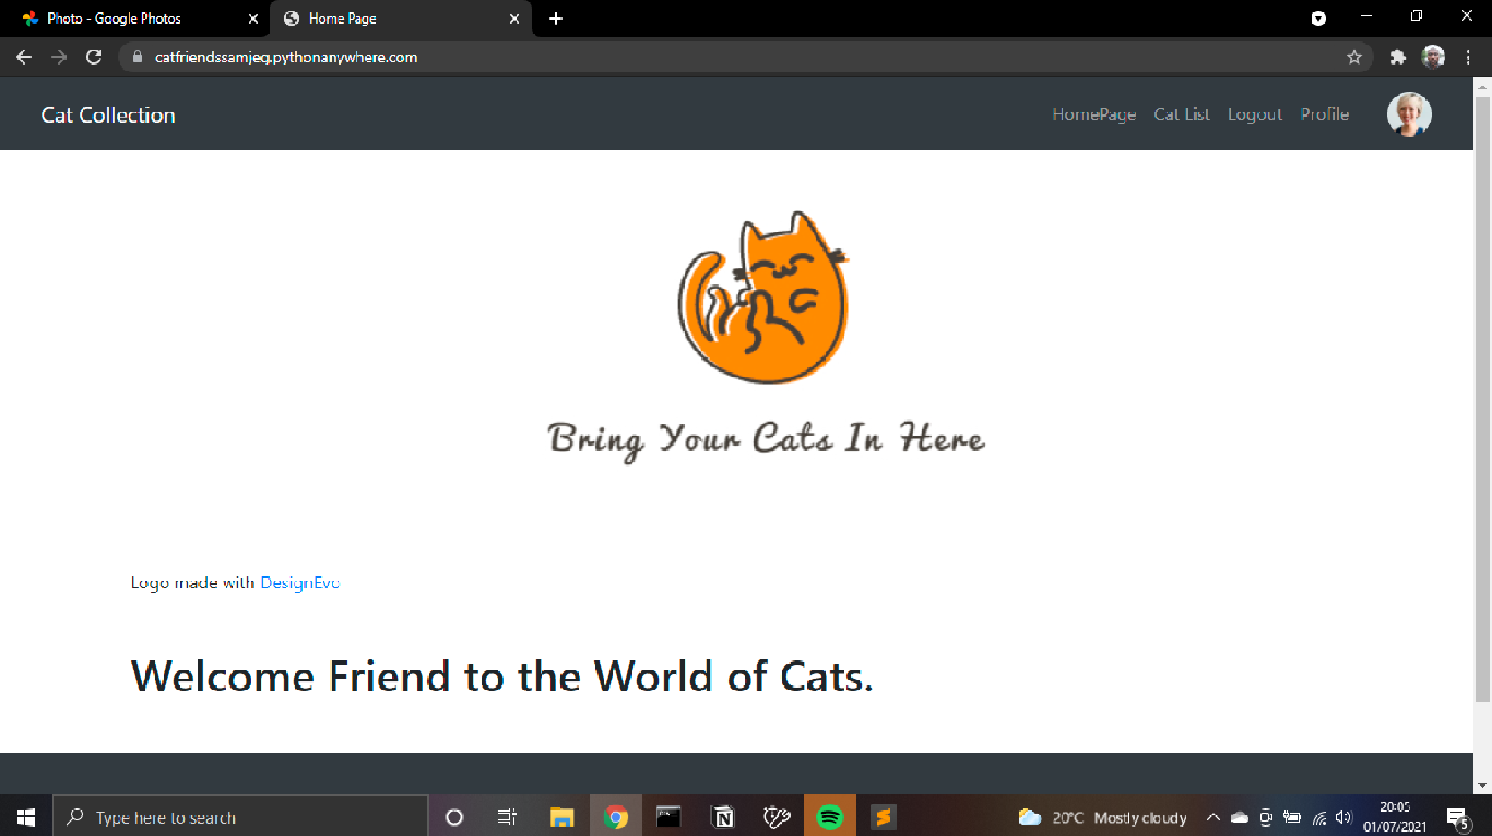 Photo - Google Photos
Home Page
catfriendssamjeg.pythonanywhere.com
Cat Collection
HomePage Cat List Logout Profile
Bring Your Cats In Here
Logo made with DesignEvo
Welcome Friend to the World of Cats.
Type here to search
20°C Mostly cloudy
20:05
01/07/2021
5